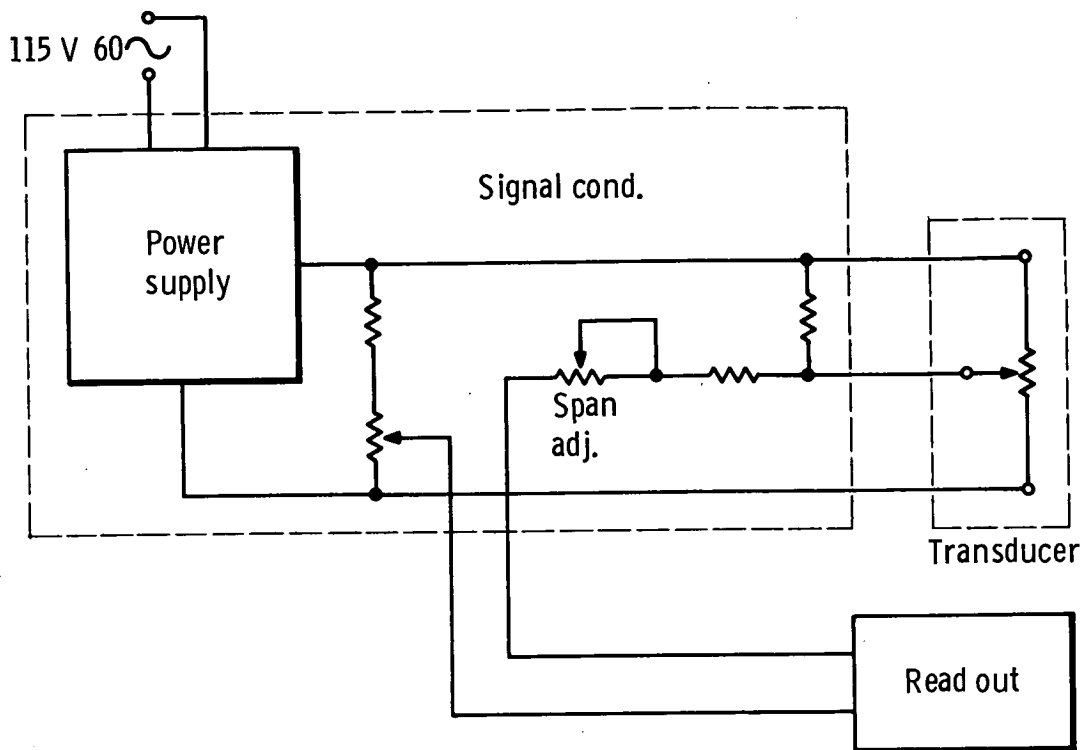 115 V 60
Signal cond.
Power
supply
Span
adj.
Transducer
Read out